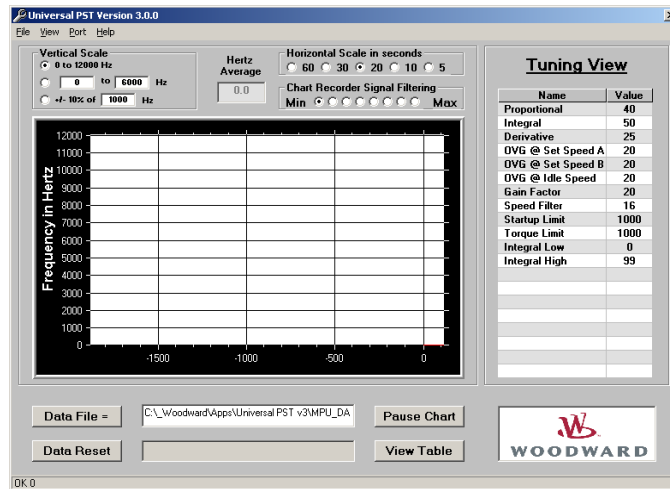 Universal PST Version 3.0.0
File View Port Help
Vertical Scale
0 to 12000 Hz
0 to 6000 Hz
+/- 10% of 1000 Hz
Hertz Average
0.0
Horizontal Scale in seconds
60 30 20 10 5
Chart Recorder Signal Filtering
Min Max
Frequency in Hertz
12000
11000
10000
9000
8000
7000
6000
5000
4000
3000
2000
1000
0
-1500 -1000 -500 0
Tuning View
Name Value
Proportional 40
Integral 50
Derivative 25
OVG @ Set Speed A 20
OVG @ Set Speed B 20
OVG @ Idle Speed 20
Gain Factor 20
Speed Filter 16
Startup Limit 1000
Torque Limit 1000
Integral Low 0
Integral High 99
Data File = C:\_Woodward\Apps\Universal PST v3\MPU_DA Pause Chart
Data Reset View Table
WOODWARD
OK 0